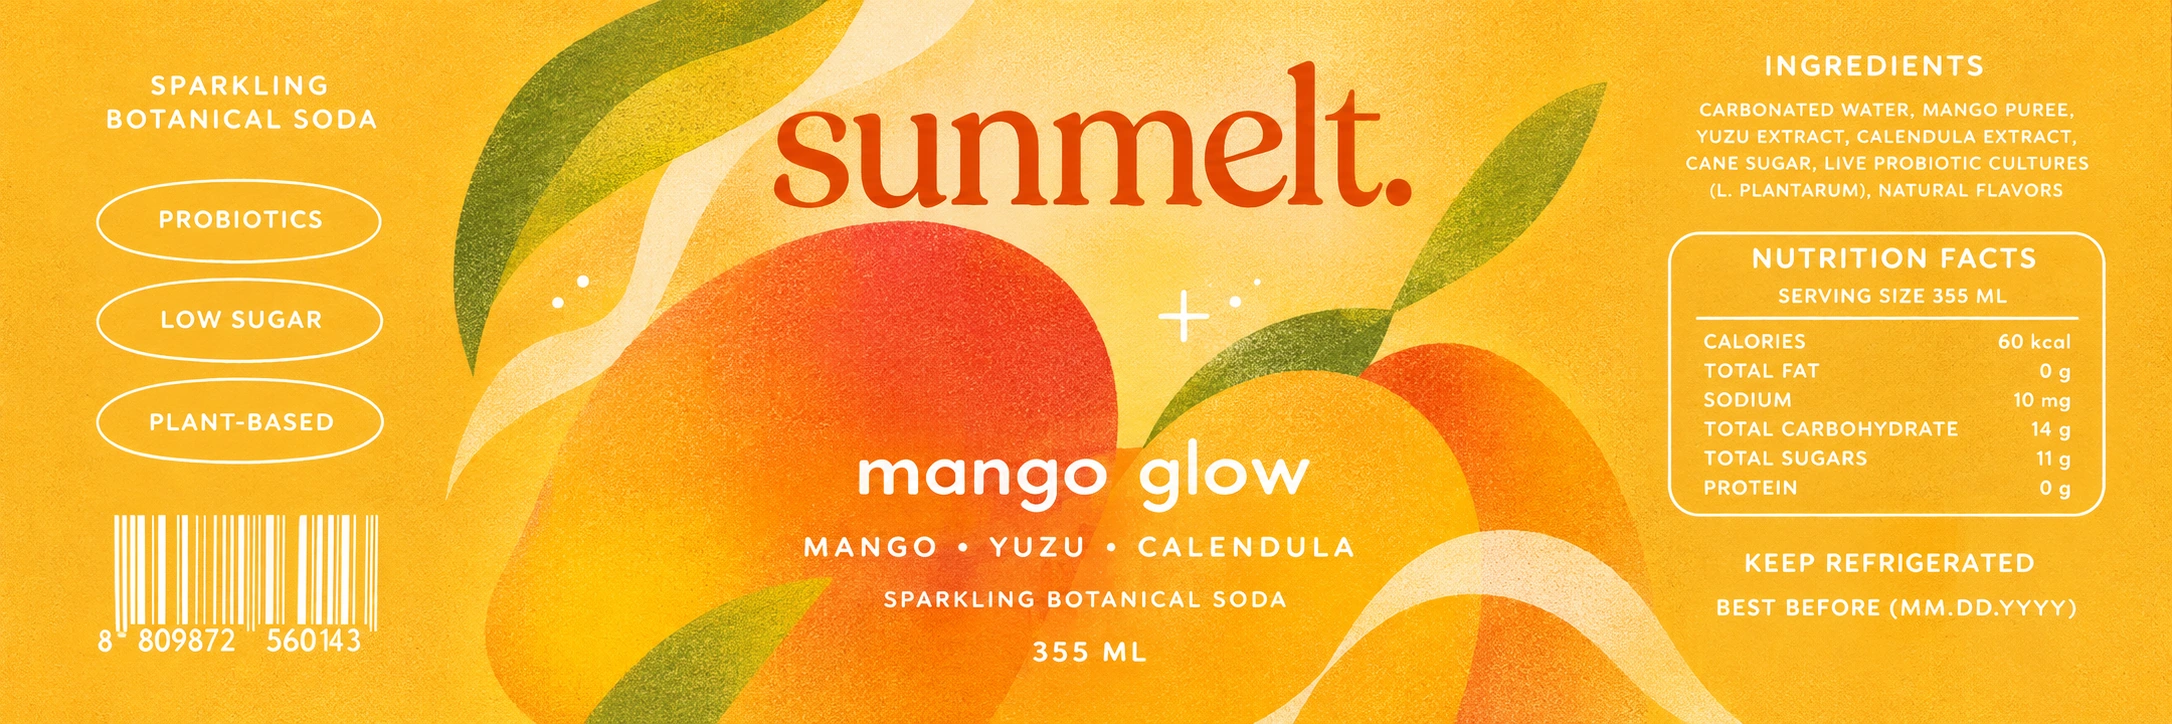 SPARKLING
BOTANICAL SODA
PROBIOTICS
LOW SUGAR
PLANT-BASED
8 809872 560143
sunmelt.
mango glow
MANGO • YUZU • CALENDULA
SPARKLING BOTANICAL SODA
355 ML
INGREDIENTS
CARBONATED WATER, MANGO PUREE,
YUZU EXTRACT, CALENDULA EXTRACT,
CANE SUGAR, LIVE PROBIOTIC CULTURES
(L. PLANTARUM), NATURAL FLAVORS
NUTRITION FACTS
SERVING SIZE 355 ML
CALORIES 60 kcal
TOTAL FAT 0 g
SODIUM 10 mg
TOTAL CARBOHYDRATE 14 g
TOTAL SUGARS 11 g
PROTEIN 0 g
KEEP REFRIGERATED
BEST BEFORE (MM.DD.YYYY)